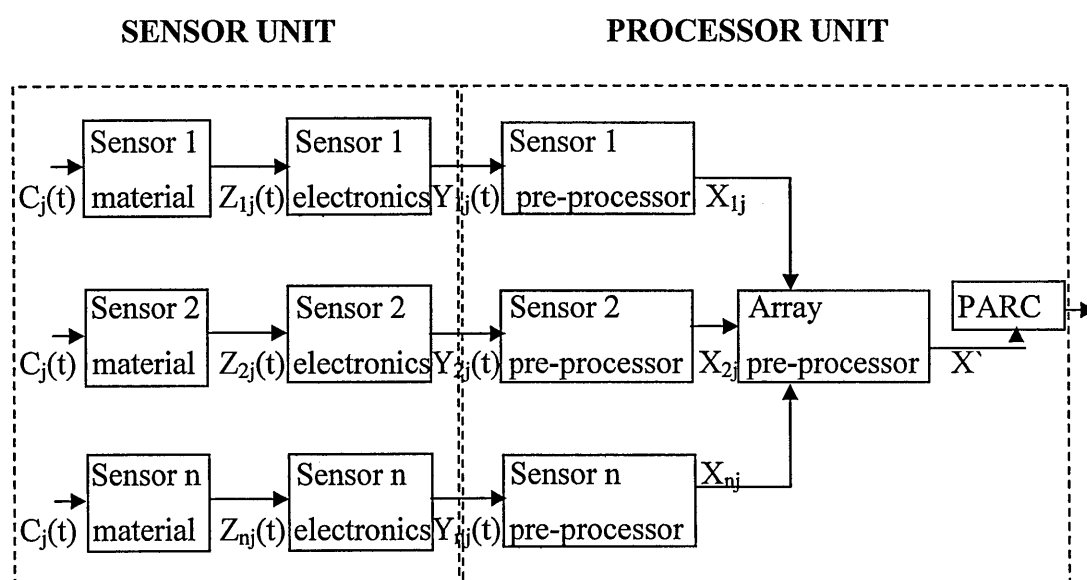 SENSOR UNIT
PROCESSOR UNIT
Sensor 1
material
Sensor 1
electronics
Sensor 1
pre-processor
C_j(t)
Z_1j(t)
Y_1j(t)
X_1j
Sensor 2
material
Sensor 2
electronics
Sensor 2
pre-processor
Array
pre-processor
PARC
C_j(t)
Z_2j(t)
Y_2j(t)
X_2j
X`
Sensor n
material
Sensor n
electronics
Sensor n
pre-processor
C_j(t)
Z_nj(t)
Y_nj(t)
X_nj